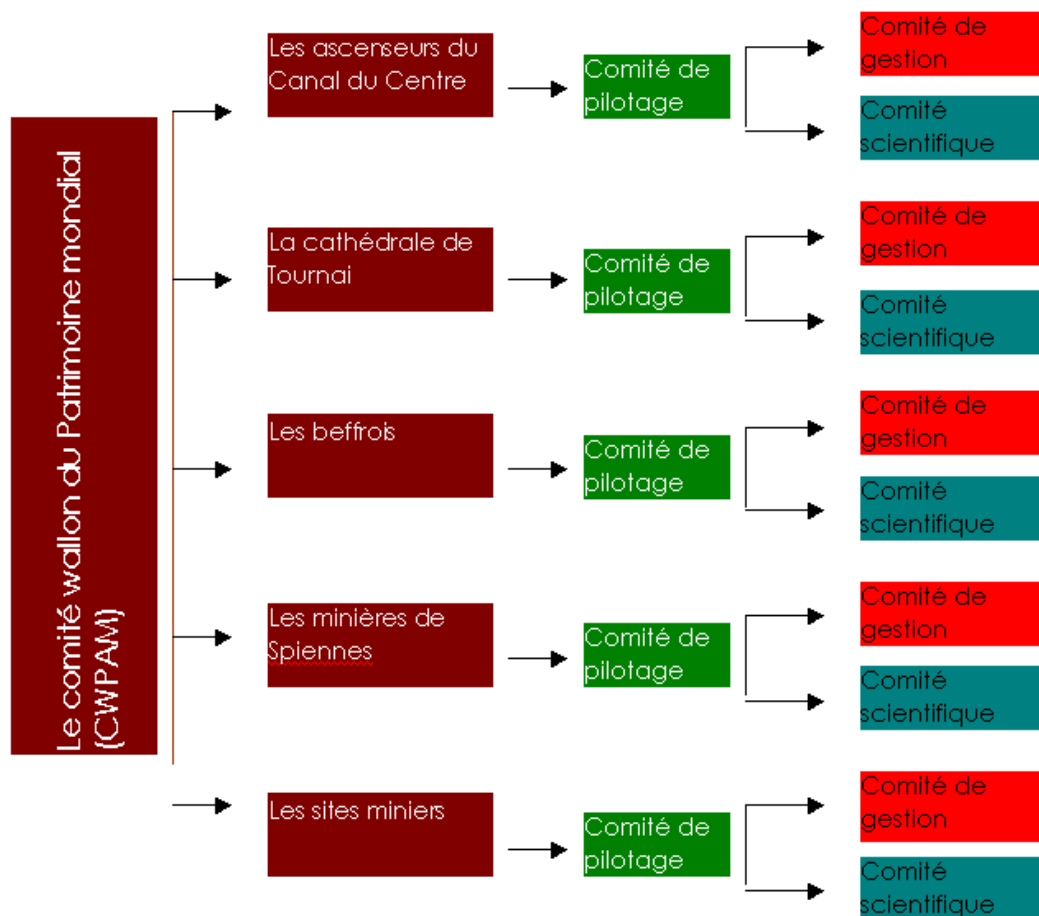 Le comité wallon du Patrimoine mondial
(CWPAM)
Les ascenseurs du
Canal du Centre
Comité de
pilotage
Comité de
gestion
Comité
scientifique
La cathédrale de
Tournai
Comité de
pilotage
Comité de
gestion
Comité
scientifique
Les beffrois
Comité de
pilotage
Comité de
gestion
Comité
scientifique
Les minières de
Spiennes
Comité de
pilotage
Comité de
gestion
Comité
scientifique
Les sites miniers
Comité de
pilotage
Comité de
gestion
Comité
scientifique